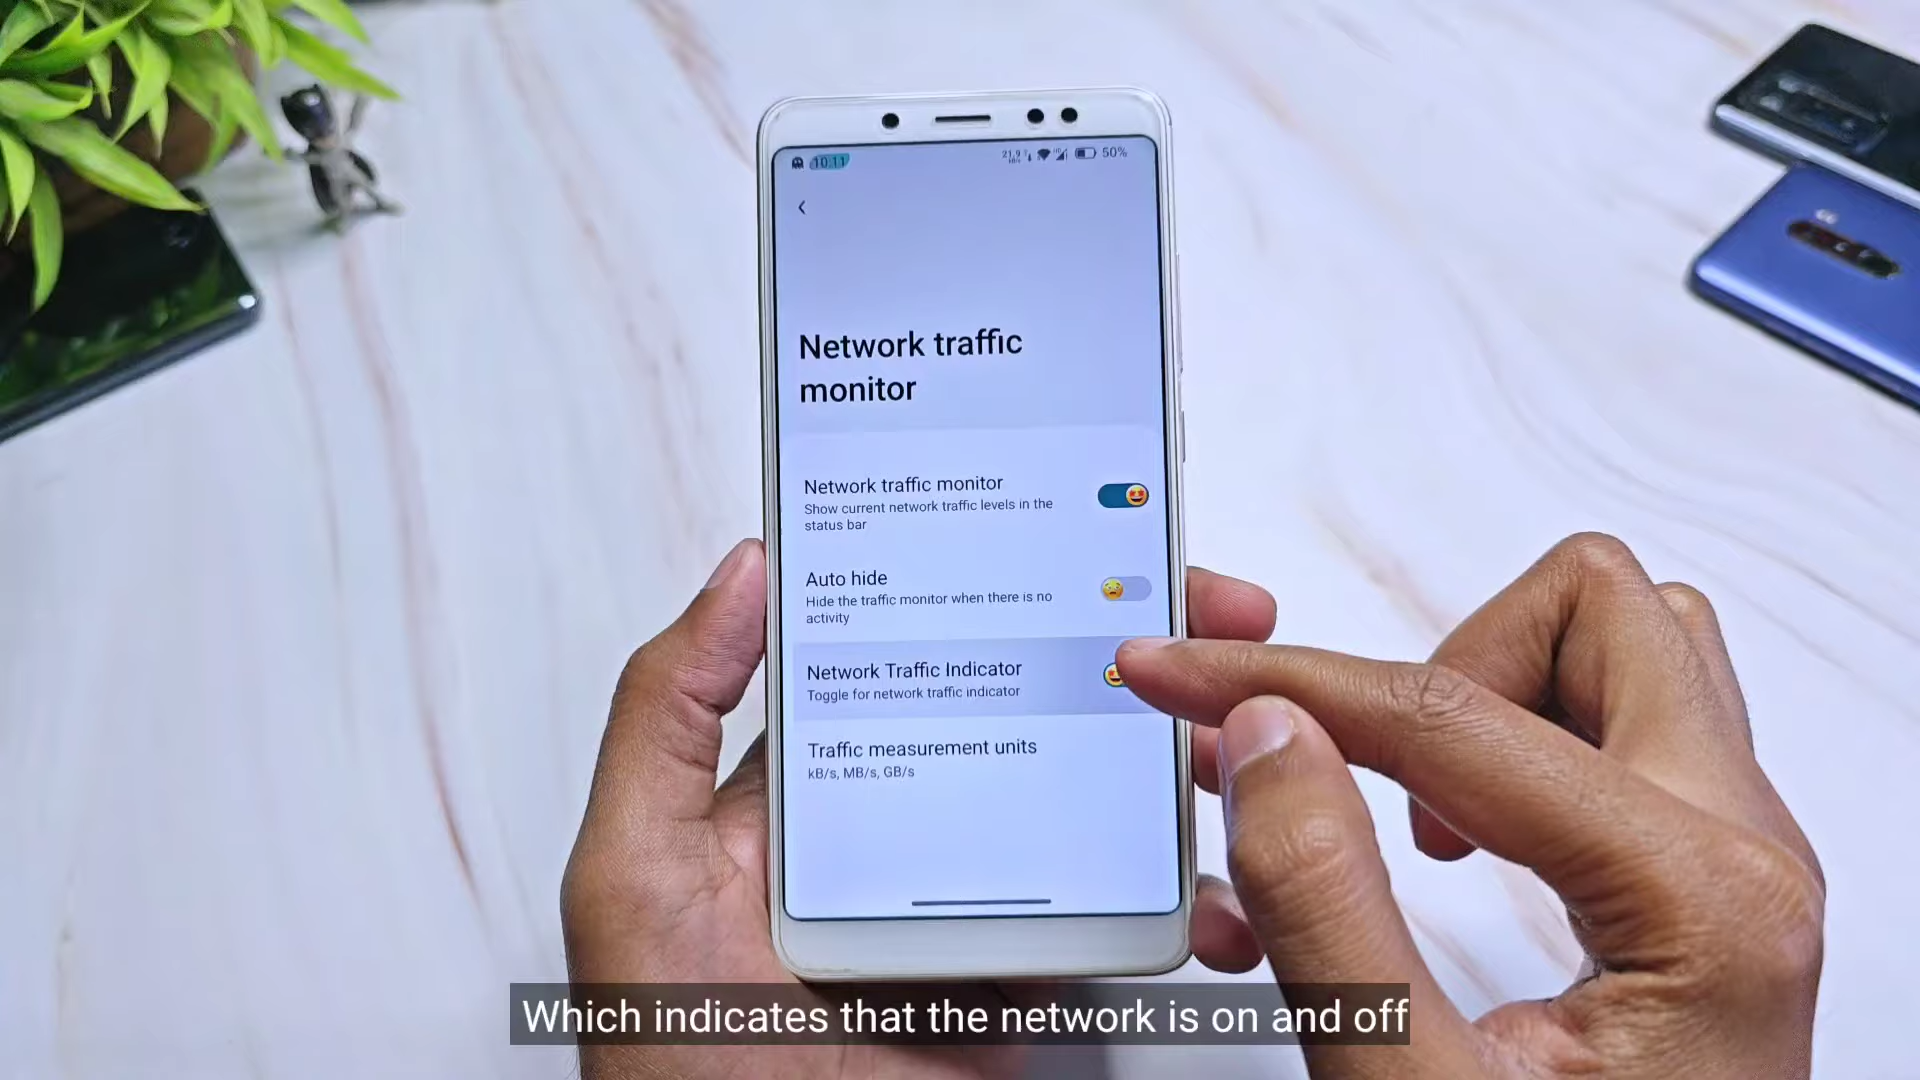 10:11
21.9
50%
Network traffic
monitor
Network traffic monitor
Show current network traffic levels in the
status bar
Auto hide
Hide the traffic monitor when there is no
activity
Network Traffic Indicator
Toggle for network traffic indicator
Traffic measurement units
kB/s, MB/s, GB/s
Which indicates that the network is on and off